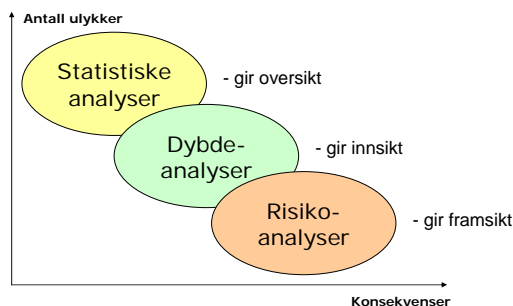 Antall ulykker
Statistiske
analyser
- gir oversikt
Dybde-
analyser
- gir innsikt
Risiko-
analyser
- gir framsikt
Konsekvenser